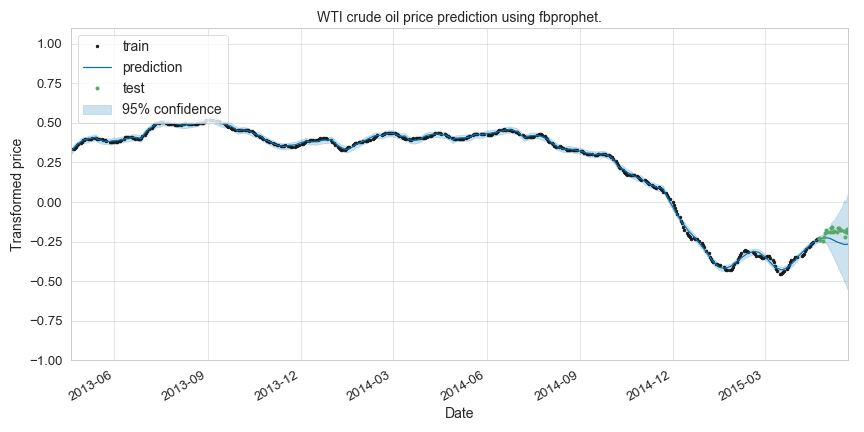 WTI crude oil price prediction using fbprophet.
train
prediction
test
95% confidence
Transformed price
1.00
0.75
0.50
0.25
0.00
−0.25
−0.50
−0.75
−1.00
2013-06
2013-09
2013-12
2014-03
2014-06
2014-09
2014-12
2015-03
Date